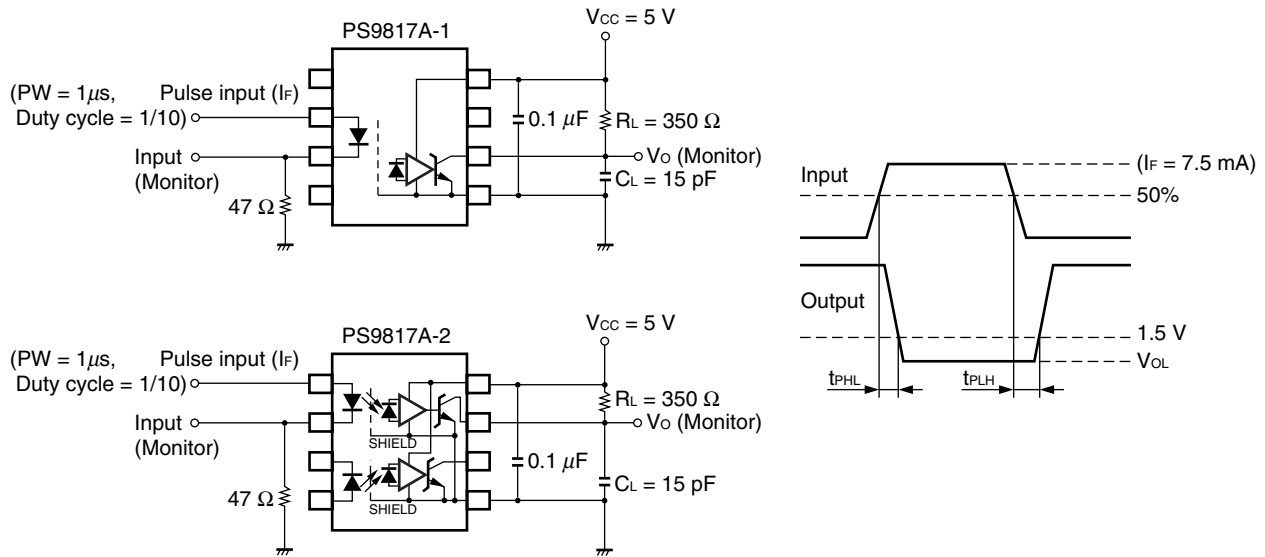 VCC = 5 V
PS9817A-1
(PW = 1μs, Pulse input (IF)
Duty cycle = 1/10)
Input
(Monitor)
47 Ω
0.1 μF
RL = 350 Ω
VO (Monitor)
CL = 15 pF
Input
(IF = 7.5 mA)
50%
Output
1.5 V
VOL
tPHL
tPLH
VCC = 5 V
PS9817A-2
(PW = 1μs, Pulse input (IF)
Duty cycle = 1/10)
Input
(Monitor)
47 Ω
SHIELD
SHIELD
RL = 350 Ω
VO (Monitor)
0.1 μF
CL = 15 pF